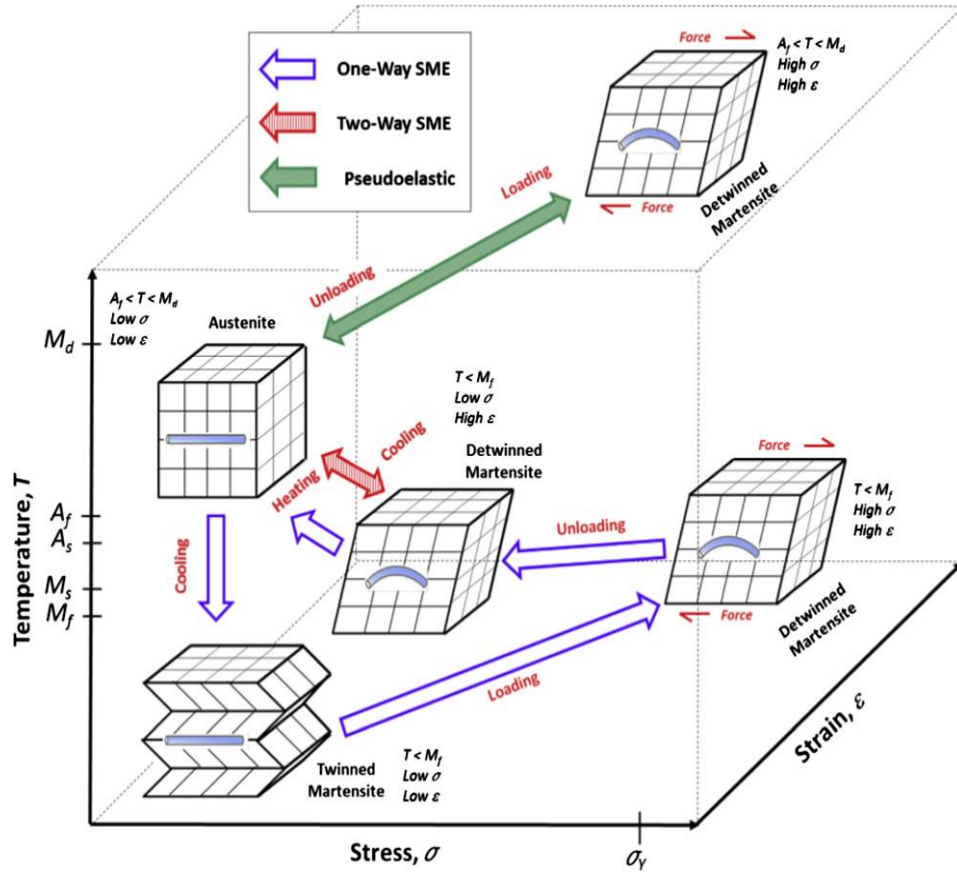 One-Way SME
Two-Way SME
Pseudoelastic
Force
A_f < T < M_d
High σ
High ε
Force
Detwinned
Martensite
Loading
Unloading
A_f < T < M_d
Low σ
Low ε
Austenite
M_d
T < M_f
Low σ
High ε
Detwinned
Martensite
Cooling
Heating
Force
T < M_f
High σ
High ε
Unloading
Force
Detwinned
Martensite
Cooling
A_f
A_s
M_s
M_f
Temperature, T
Loading
Twinned
Martensite
T < M_f
Low σ
Low ε
Strain, ε
Stress, σ
σ_Y